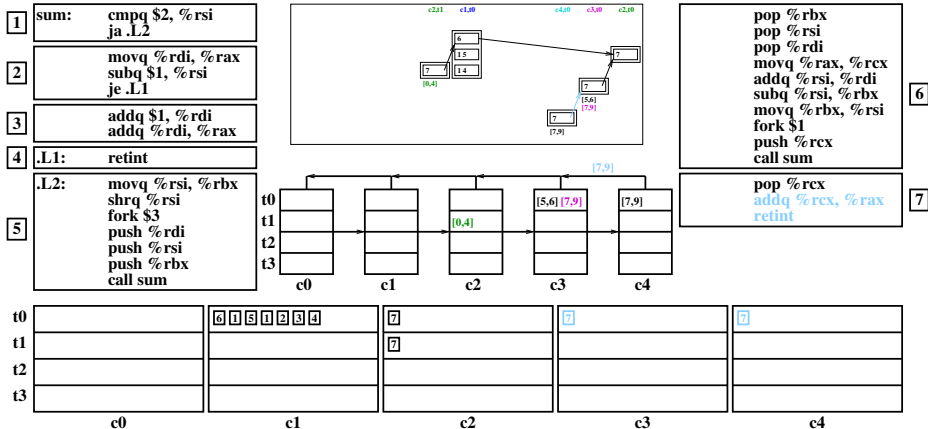 1
sum: cmpq $2, %rsi
ja .L2
2
movq %rdi, %rax
subq $1, %rsi
je .L1
3
addq $1, %rdi
addq %rdi, %rax
4
.L1: retint
5
.L2: movq %rsi, %rbx
shrq %rsi
fork $3
push %rdi
push %rsi
push %rbx
call sum
c2,t1 c1,t0 c4,t0 c3,t0 c2,t0
6
1 5
1 4
7
[0,4]
7
7
[5,6]
[7,9]
7
[7,9]
pop %rbx
pop %rsi
pop %rdi
movq %rax, %rcx
addq %rsi, %rdi
subq %rsi, %rbx
movq %rbx, %rsi
fork $1
push %rcx
call sum
6
pop %rcx
addq %rcx, %rax
retint
7
[7,9]
t0 [5,6] [7,9] [7,9]
t1 [0,4]
t2
t3
c0 c1 c2 c3 c4
t0 6 1 5 1 2 3 4 7 7 7
t1 7
t2
t3
c0 c1 c2 c3 c4